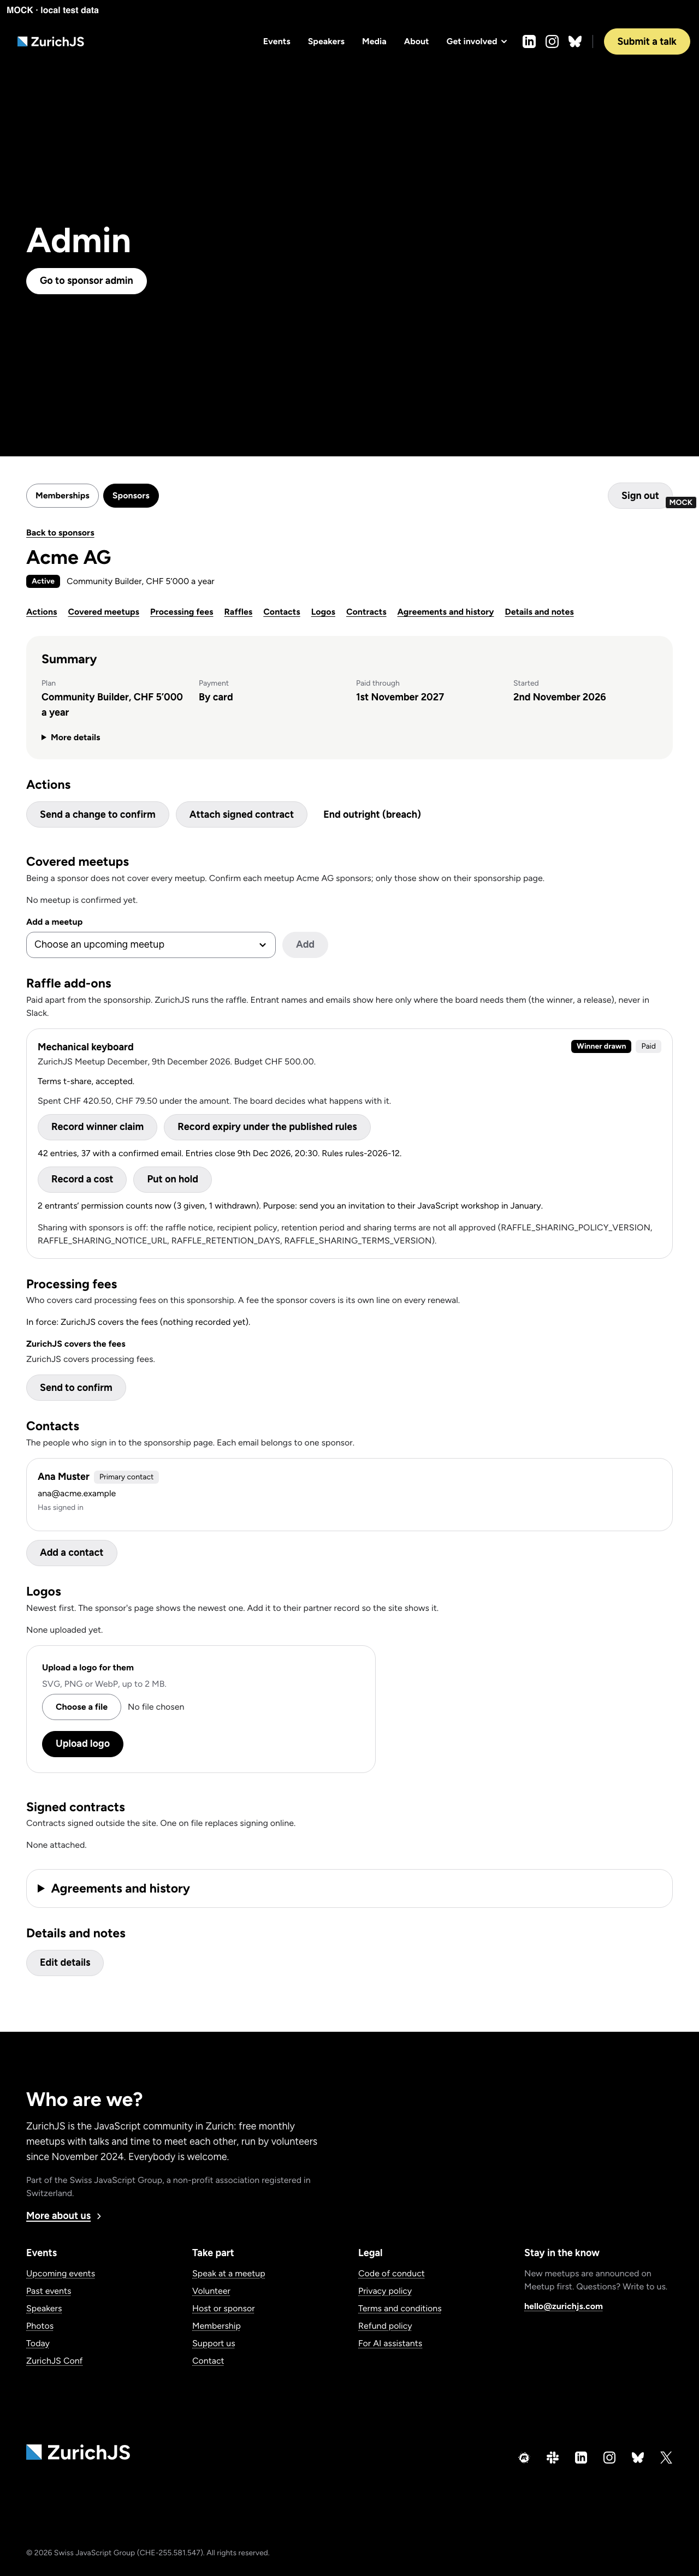 MOCK · local test data
ZurichJS
Events
Speakers
Media
About
Get involved
Submit a talk
Admin
Go to sponsor admin
Memberships
Sponsors
Sign out
MOCK
Back to sponsors
Acme AG
Active
Community Builder, CHF 5’000 a year
Actions
Covered meetups
Processing fees
Raffles
Contacts
Logos
Contracts
Agreements and history
Details and notes
Summary
Plan
Community Builder, CHF 5’000
a year
Payment
By card
Paid through
1st November 2027
Started
2nd November 2026
More details
Actions
Send a change to confirm
Attach signed contract
End outright (breach)
Covered meetups
Being a sponsor does not cover every meetup. Confirm each meetup Acme AG sponsors; only those show on their sponsorship page.
No meetup is confirmed yet.
Add a meetup
Choose an upcoming meetup
Add
Raffle add-ons
Paid apart from the sponsorship. ZurichJS runs the raffle. Entrant names and emails show here only where the board needs them (the winner, a release), never in
Slack.
Mechanical keyboard
Winner drawn
Paid
ZurichJS Meetup December, 9th December 2026. Budget CHF 500.00.
Terms t-share, accepted.
Spent CHF 420.50, CHF 79.50 under the amount. The board decides what happens with it.
Record winner claim
Record expiry under the published rules
42 entries, 37 with a confirmed email. Entries close 9th Dec 2026, 20:30. Rules rules-2026-12.
Record a cost
Put on hold
2 entrants’ permission counts now (3 given, 1 withdrawn). Purpose: send you an invitation to their JavaScript workshop in January.
Sharing with sponsors is off: the raffle notice, recipient policy, retention period and sharing terms are not all approved (RAFFLE_SHARING_POLICY_VERSION,
RAFFLE_SHARING_NOTICE_URL, RAFFLE_RETENTION_DAYS, RAFFLE_SHARING_TERMS_VERSION).
Processing fees
Who covers card processing fees on this sponsorship. A fee the sponsor covers is its own line on every renewal.
In force: ZurichJS covers the fees (nothing recorded yet).
ZurichJS covers the fees
ZurichJS covers processing fees.
Send to confirm
Contacts
The people who sign in to the sponsorship page. Each email belongs to one sponsor.
Ana Muster
Primary contact
ana@acme.example
Has signed in
Add a contact
Logos
Newest first. The sponsor’s page shows the newest one. Add it to their partner record so the site shows it.
None uploaded yet.
Upload a logo for them
SVG, PNG or WebP, up to 2 MB.
Choose a file
No file chosen
Upload logo
Signed contracts
Contracts signed outside the site. One on file replaces signing online.
None attached.
Agreements and history
Details and notes
Edit details
Who are we?
ZurichJS is the JavaScript community in Zurich: free monthly
meetups with talks and time to meet each other, run by volunteers
since November 2024. Everybody is welcome.
Part of the Swiss JavaScript Group, a non-profit association registered in
Switzerland.
More about us
Events
Upcoming events
Past events
Speakers
Photos
Today
ZurichJS Conf
Take part
Speak at a meetup
Volunteer
Host or sponsor
Membership
Support us
Contact
Legal
Code of conduct
Privacy policy
Terms and conditions
Refund policy
For AI assistants
Stay in the know
New meetups are announced on
Meetup first. Questions? Write to us.
hello@zurichjs.com
ZurichJS
© 2026 Swiss JavaScript Group (CHE-255.581.547). All rights reserved.